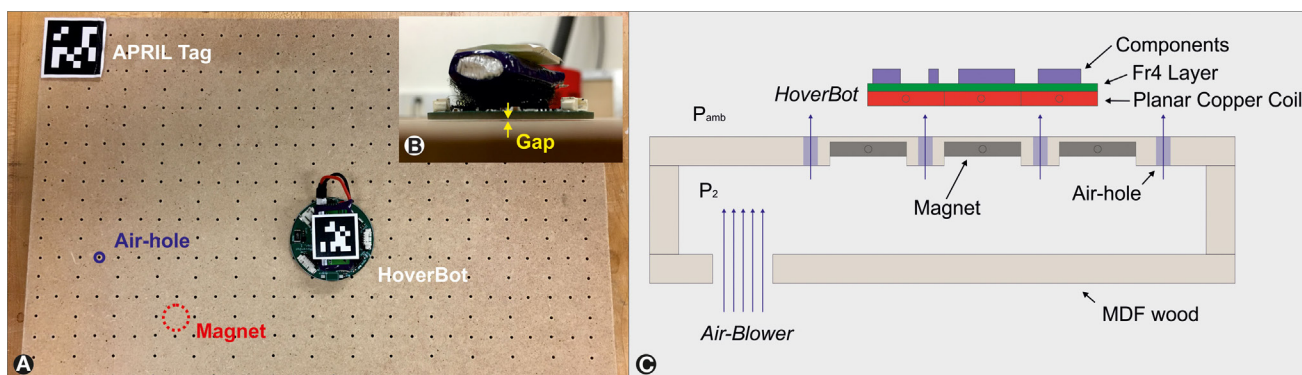 APRIL Tag
B
Gap
Air-hole
HoverBot
Magnet
A
Components
Fr4 Layer
HoverBot
Planar Copper Coil
Pamb
P2
Magnet
Air-hole
MDF wood
Air-Blower
C